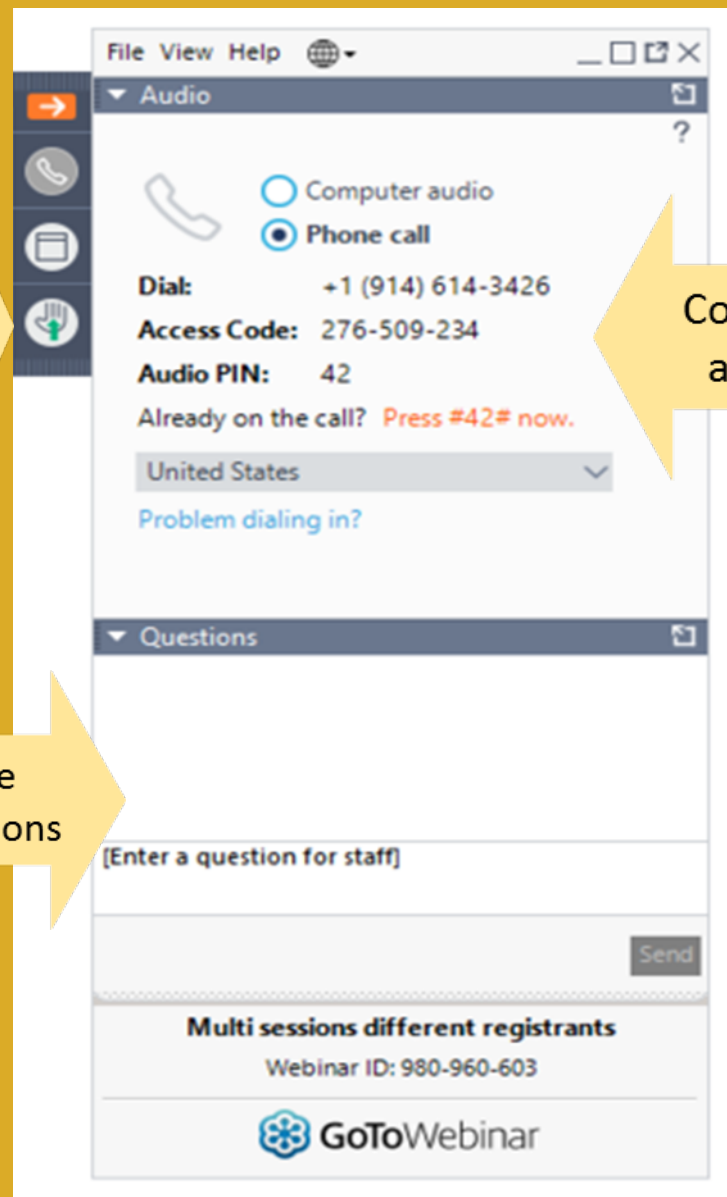 File View Help
Audio
?
Computer audio
Phone call
Dial: +1 (914) 614-3426
Access Code: 276-509-234
Audio PIN: 42
Already on the call? Press #42# now.
United States
Problem dialing in?
Questions
[Enter a question for staff]
Send
Multi sessions different registrants
Webinar ID: 980-960-603
GoToWebinar